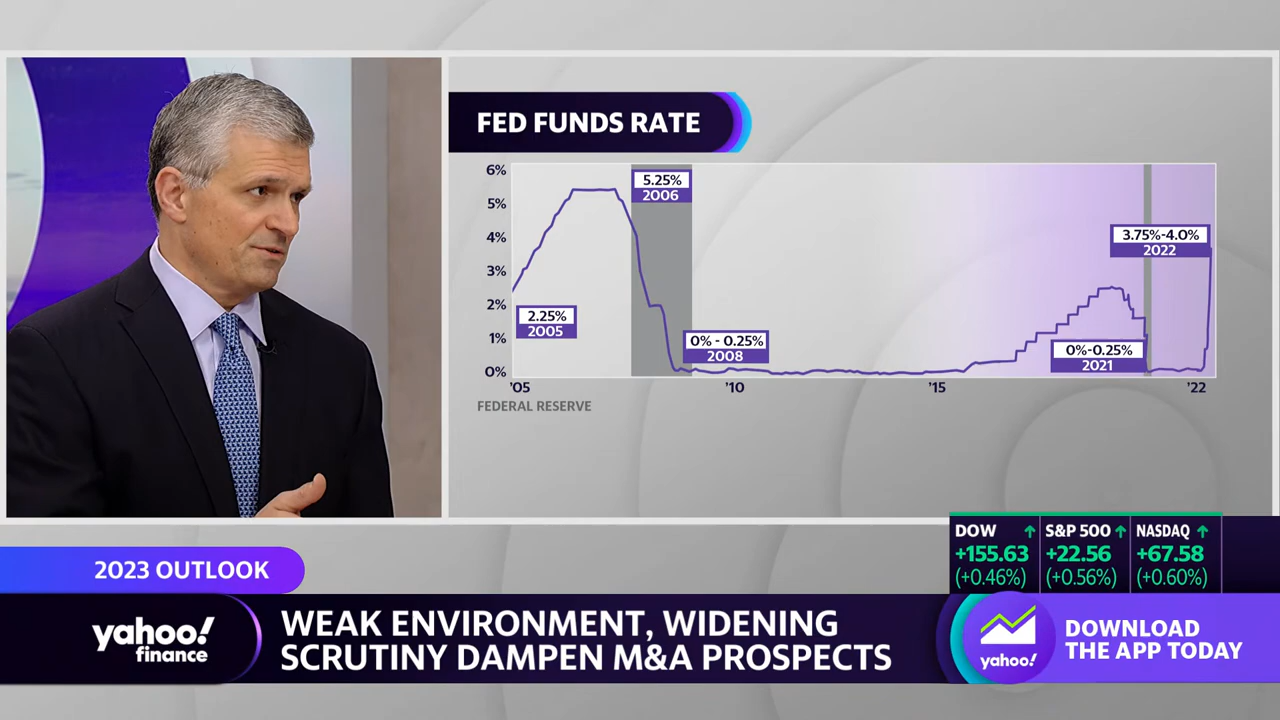 FED FUNDS RATE
6%
5%
4%
3%
2%
1%
0%
5.25%
2006
3.75%-4.0%
2022
2.25%
2005
0% - 0.25%
2008
0%-0.25%
2021
'05
'10
'15
'22
FEDERAL RESERVE
DOW
+155.63
(+0.46%)
S&P 500
+22.56
(+0.56%)
NASDAQ
+67.58
(+0.60%)
2023 OUTLOOK
yahoo!
finance
WEAK ENVIRONMENT, WIDENING
SCRUTINY DAMPEN M&A PROSPECTS
yahoo!
DOWNLOAD
THE APP TODAY